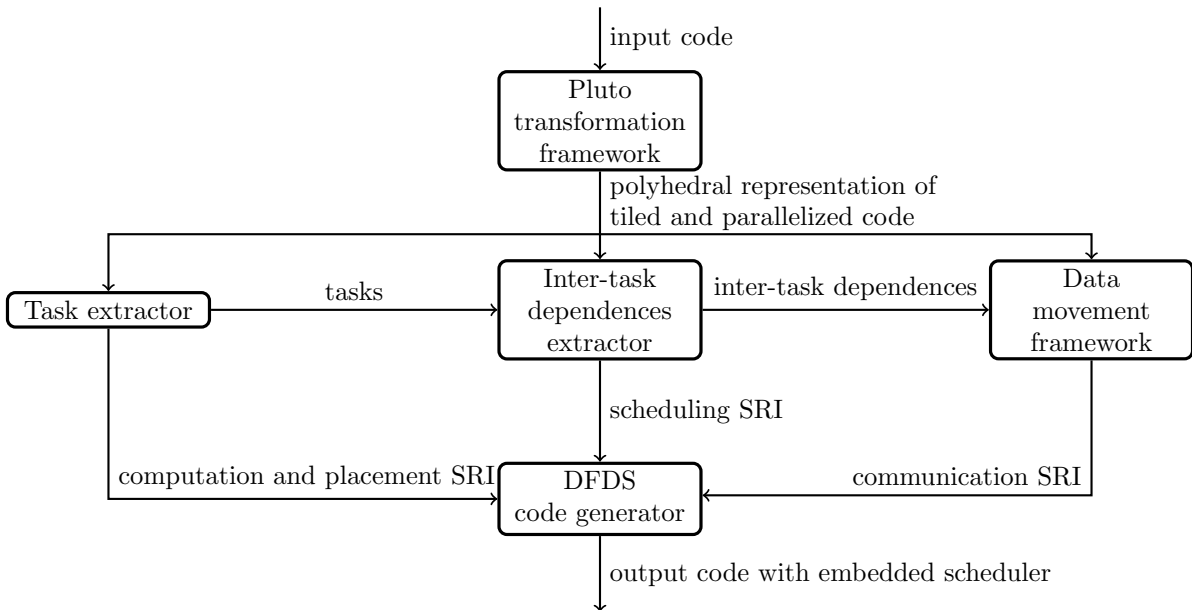 input code
Pluto
transformation
framework
polyhedral representation of
tiled and parallelized code
Task extractor
tasks
Inter-task
dependences
extractor
inter-task dependences
Data
movement
framework
scheduling SRI
computation and placement SRI
DFDS
code generator
communication SRI
output code with embedded scheduler